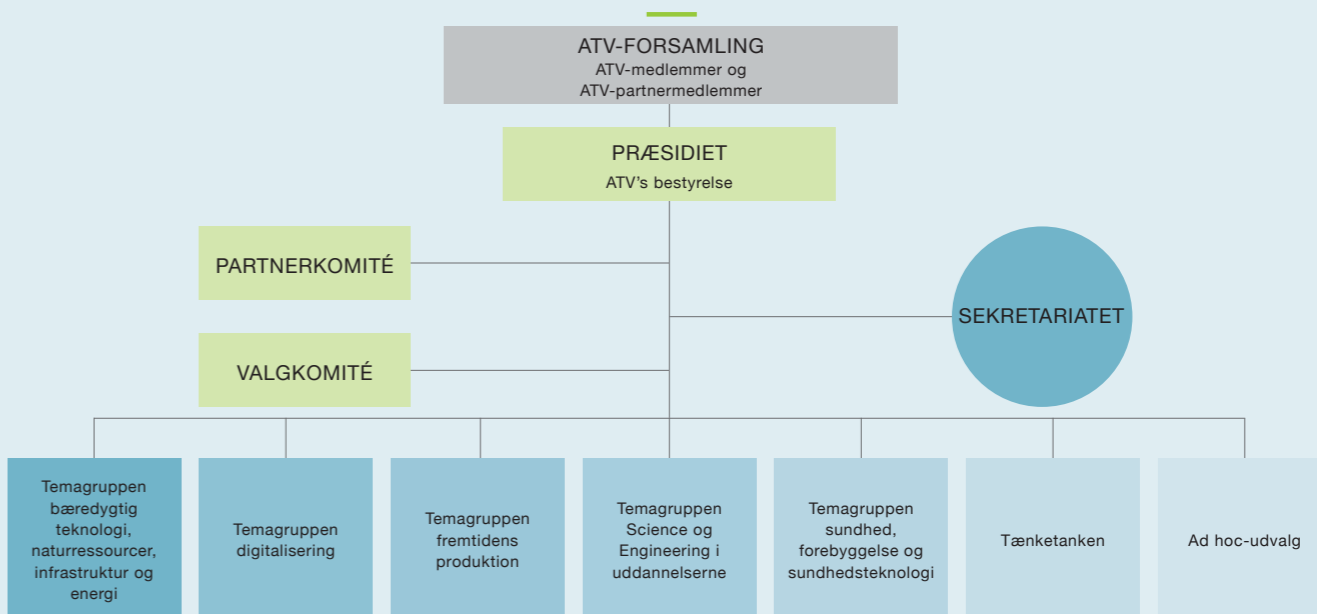 ATV-FORSAMLING
ATV-medlemmer og
ATV-partnermedlemmer
PRÆSIDIET
ATV’s bestyrelse
PARTNERKOMITÉ
SEKRETARIATET
VALGKOMITÉ
Temagruppen
bæredygtig
teknologi,
naturressourcer,
infrastruktur og
energi
Temagruppen
digitalisering
Temagruppen
fremtidens
produktion
Temagruppen
Science og
Engineering i
uddannelserne
Temagruppen
sundhed,
forebyggelse og
sundhedsteknologi
Tænketanken
Ad hoc-udvalg